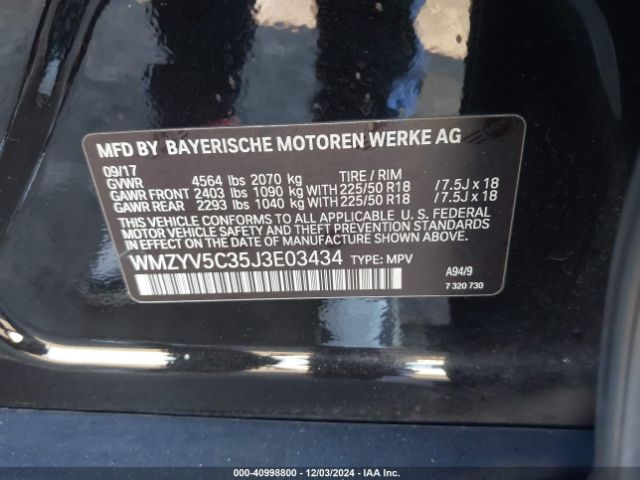 MFD BY BAYERISCHE MOTOREN WERKE AG
09/17 TIRE / RIM
GVWR 4564 lbs 2070 kg
GAWR FRONT 2403 lbs 1090 kg WITH 225/50 R18 /7.5J x 18
GAWR REAR 2293 lbs 1040 kg WITH 225/50 R18 /7.5J x 18
THIS VEHICLE CONFORMS TO ALL APPLICABLE U. S. FEDERAL
MOTOR VEHICLE SAFETY, BUMPER, AND THEFT PREVENTION
STANDARDS IN EFFECT ON THE DATE OF MANUFACTURE SHOWN ABOVE.
WMZYV5C35J3E03434 TYPE: MPV
A94/9
7 320 730
000-40998800 - 12/03/2024 - IAA, Inc.